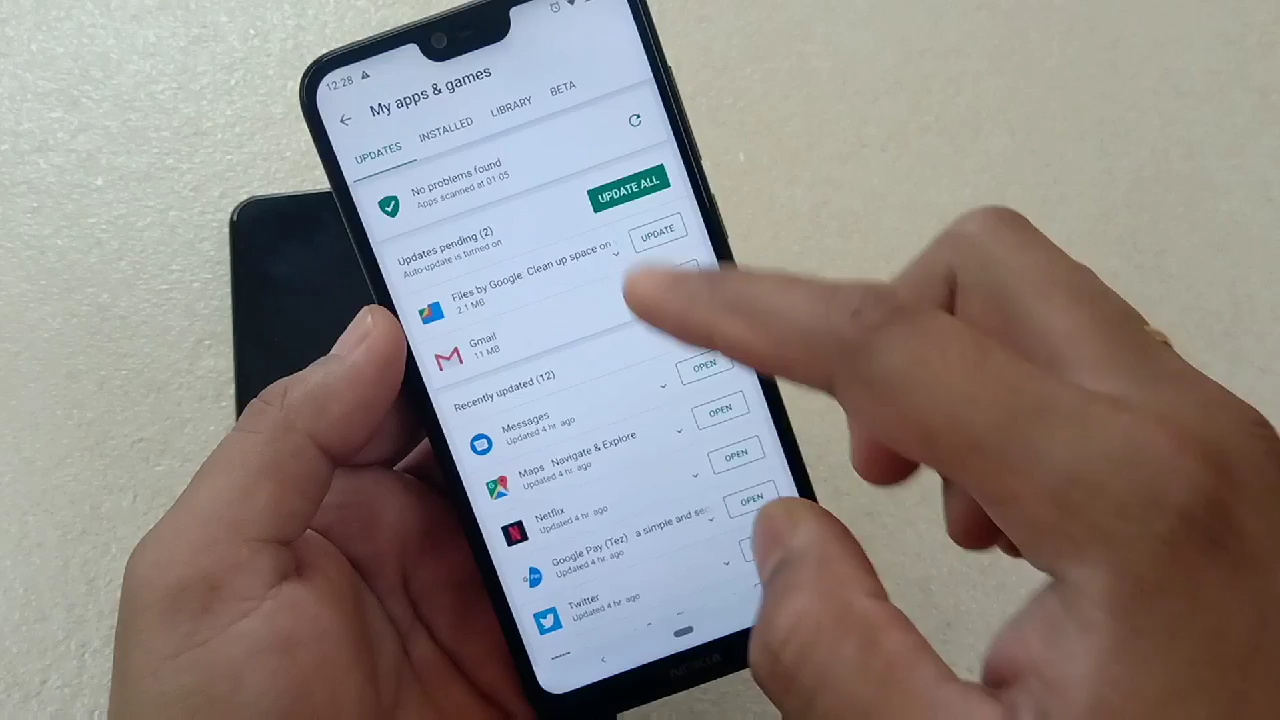 12.28
My apps & games
UPDATES INSTALLED LIBRARY BETA
No problems found
Apps scanned at 01:05
UPDATE ALL
Updates pending (2)
Auto-update is turned on
Files by Google Clean up space on
2.1 MB
UPDATE
Gmail
11 MB
Recently updated (12)
Messages
Updated 4 hr ago
OPEN
Maps Navigate & Explore
Updated 4 hr ago
OPEN
Netflix
Updated 4 hr ago
OPEN
Google Pay (Tez) a simple and se
Updated 4 hr ago
OPEN
Twitter
Updated 4 hr ago
NOKIA